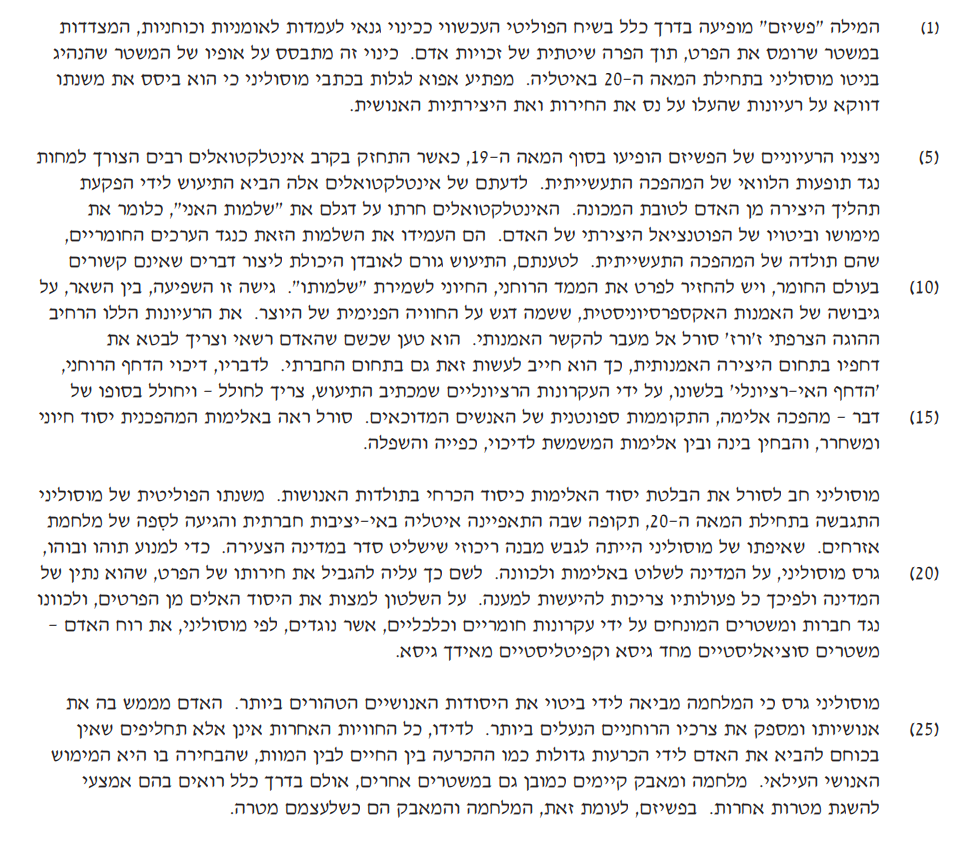 (1) המילה "פשיזם" מופיעה בדרך כלל בשיח הפוליטי העכשווי ככינוי גנאי לעמדות לאומניות וכוחניות, המצדדות
במשטר שרומס את הפרט, תוך הפרה שיטתית של זכויות אדם. כינוי זה מתבסס על אופיו של המשטר שהנהיג
בניטו מוסוליני בתחילת המאה ה-20 באיטליה. מפתיע אפוא לגלות בכתבי מוסוליני כי הוא ביסס את משנתו
דווקא על רעיונות שהעלו על נס את החירות ואת היצירתיות האנושית.
(5) ניצניו הרעיוניים של הפשיזם הופיעו בסוף המאה ה-19, כאשר התחזק בקרב אינטלקטואלים רבים הצורך למחות
נגד תופעות הלוואי של המהפכה התעשייתית. לדעתם של אינטלקטואלים אלה הביא התיעוש לידי הפקעת
תהליך היצירה מן האדם לטובת המכונה. האינטלקטואלים חרתו על דגלם את "שלמות האני", כלומר את
מימושו וביטויו של הפוטנציאל היצירתי של האדם. הם העמידו את השלמות הזאת כנגד הערכים החומריים,
שהם תולדה של המהפכה התעשייתית. לטענתם, התיעוש גורם לאובדן היכולת ליצור דברים שאינם קשורים
(10) בעולם החומר, ויש להחזיר לפרט את הממד הרוחני, החיוני לשמירת "שלמותו". גישה זו השפיעה, בין השאר, על
גיבושה של האמנות האקספרסיוניסטית, ששמה דגש על החוויה הפנימית של היוצר. את הרעיונות הללו הרחיב
ההוגה הצרפתי ז'ורז' סורל אל מעבר להקשר האמנותי. הוא טען שכשם שהאדם רשאי וצריך לבטא את
דחפיו בתחום היצירה האמנותית, כך הוא חייב לעשות זאת גם בתחום החברתי. לדבריו, דיכוי הדחף הרוחני,
'הדחף האי-רציונלי' בלשונו, על ידי העקרונות הרציונליים שמכתיב התיעוש, צריך לחולל - ויחולל בסופו של
(15) דבר - מהפכה אלימה, התקוממות ספונטנית של האנשים המדוכאים. סורל ראה באלימות המהפכנית יסוד חיוני
ומשחרר, והבחין בינה ובין אלימות המשמשת לדיכוי, כפייה והשפלה.
מוסוליני חב לסורל את הבלטת יסוד האלימות כיסוד הכרחי בתולדות האנושות. משנתו הפוליטית של מוסוליני
התגבשה בתחילת המאה ה-20, תקופה שבה התאפיינה איטליה באי-יציבות חברתית והגיעה לסִפה של מלחמת
אזרחים. שאיפתו של מוסוליני הייתה לגבש מבנה ריכוזי שישליט סדר במדינה הצעירה. כדי למנוע תוהו ובוהו,
(20) גרס מוסוליני, על המדינה לשלוט באלימות ולכוונה. לשם כך עליה להגביל את חירותו של הפרט, שהוא נתין של
המדינה ולפיכך כל פעולותיו צריכות להיעשות למענה. על השלטון למצות את היסוד האלים מן הפרטים, ולכוונו
נגד חברות ומשטרים המונחים על ידי עקרונות חומריים וכלכליים, אשר נוגדים, לפי מוסוליני, את רוח האדם -
משטרים סוציאליסטיים מחד גיסא וקפיטליסטיים מאידך גיסא.
מוסוליני גרס כי המלחמה מביאה לידי ביטוי את היסודות האנושיים הטהורים ביותר. האדם מממש בה את
(25) אנושיותו ומספק את צרכיו הרוחניים הנעלים ביותר. לדידו, כל החוויות האחרות אינן אלא תחליפים שאין
בכוחם להביא את האדם לידי הכרעות גדולות כמו ההכרעה בין החיים לבין המוות, שהבחירה בו היא המימוש
האנושי העילאי. מלחמה ומאבק קיימים כמובן גם במשטרים אחרים, אולם בדרך כלל רואים בהם אמצעי
להשגת מטרות אחרות. בפשיזם, לעומת זאת, המלחמה והמאבק הם כשלעצמם מטרה.